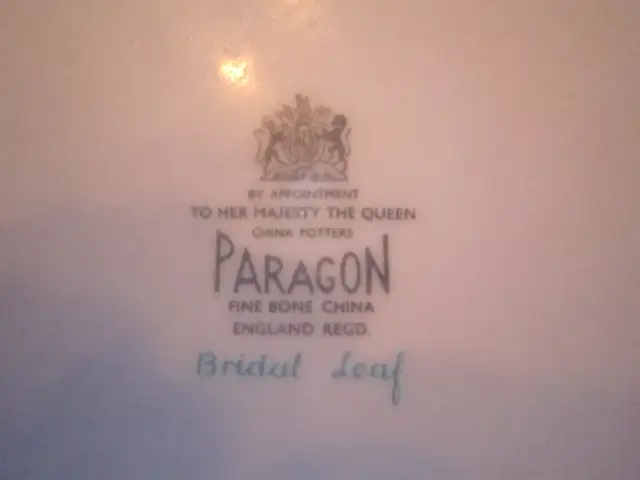 BY APPOINTMENT
TO HER MAJESTY THE QUEEN
CHINA POTTERS
PARAGON
FINE BONE CHINA
ENGLAND REGD.
Bridal Leaf